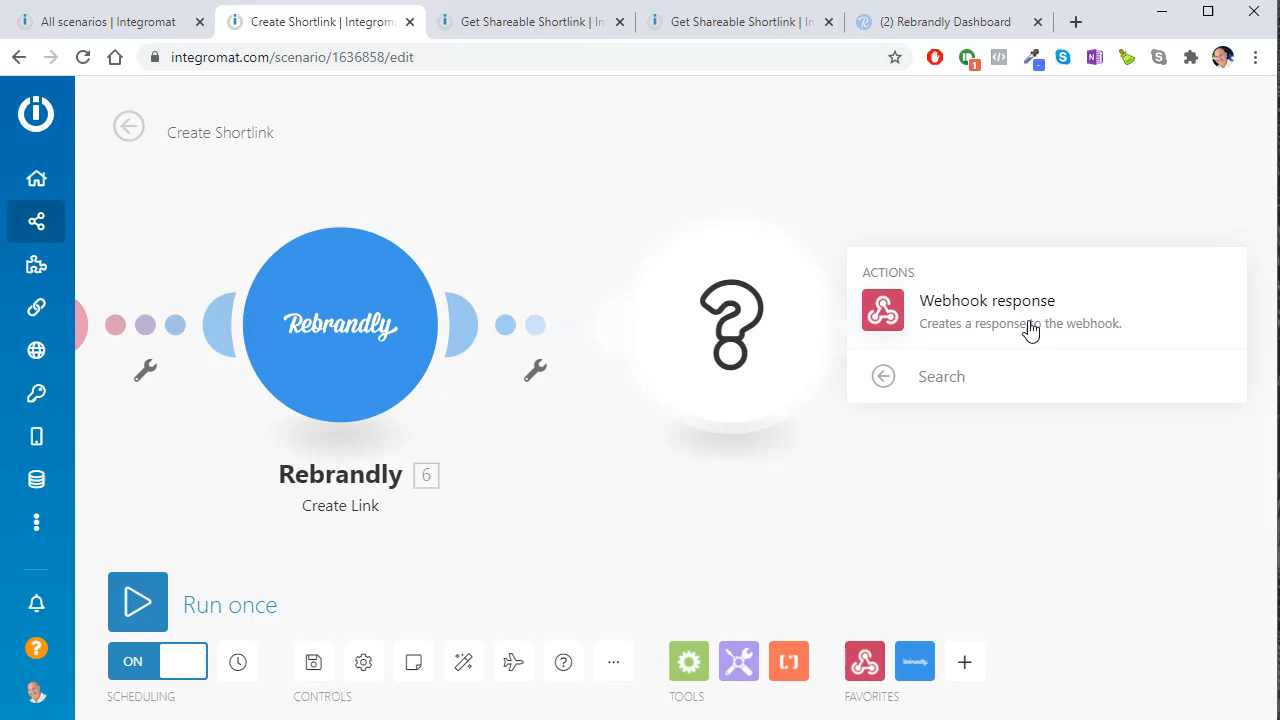 All scenarios | Integromat
Create Shortlink | Integrom
Get Shareable Shortlink | In
Get Shareable Shortlink | In
(2) Rebrandly Dashboard
integromat.com/scenario/1636858/edit
1
Create Shortlink
ACTIONS
Webhook response
Creates a response to the webhook.
Search
Rebrandly
?
Rebrandly 6
Create Link
Run once
ON
SCHEDULING
CONTROLS
TOOLS
Rebrandly
FAVORITES